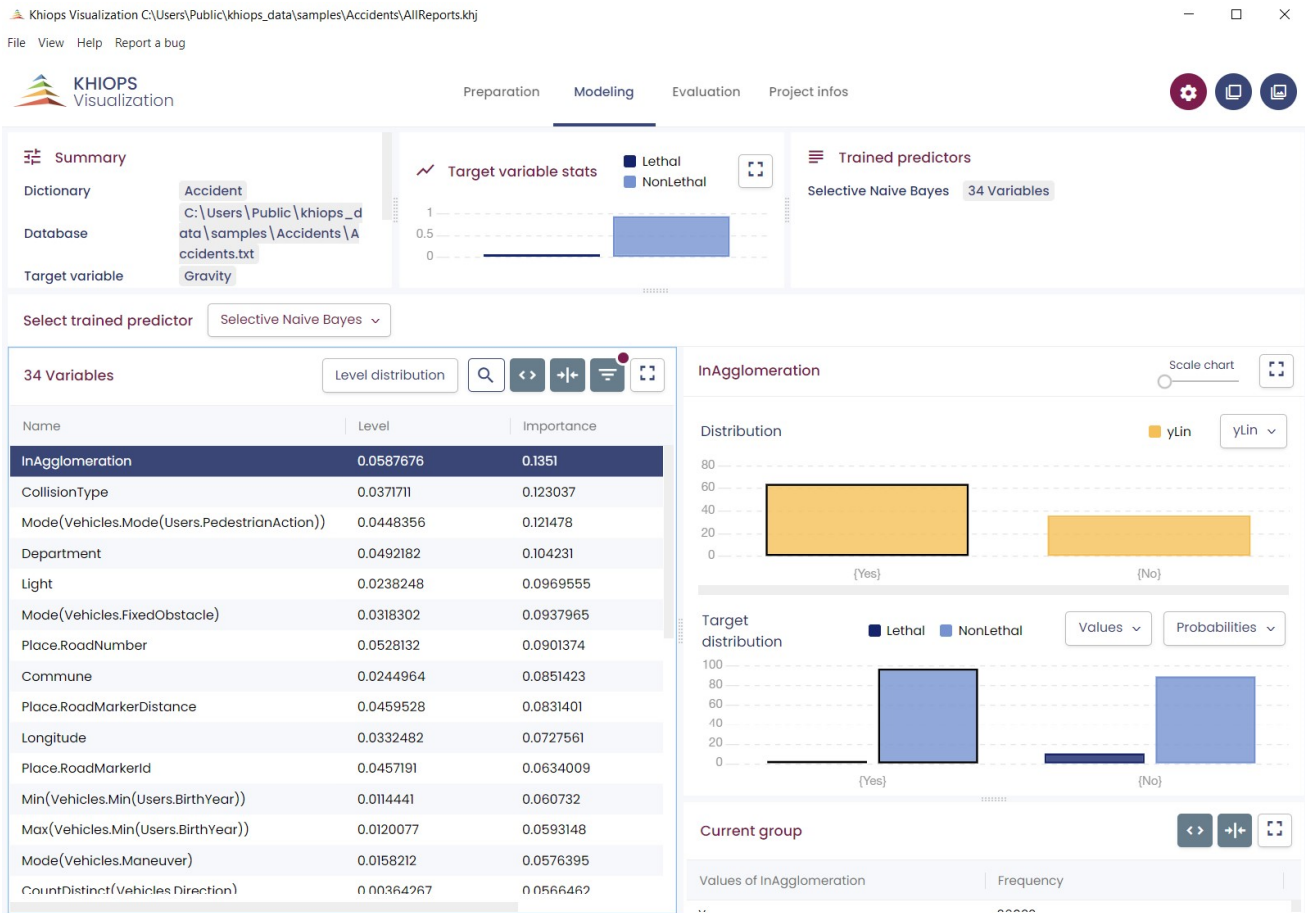 Khiops Visualization C:\Users\Public\khiops_data\samples\Accidents\AllReports.khj
File View Help Report a bug
KHIOPS
Visualization
Preparation Modeling Evaluation Project infos
Summary
Dictionary Accident
Database C:\Users\Public\khiops_d
ata\samples\Accidents\A
ccidents.txt
Target variable Gravity
Target variable stats
Lethal
NonLethal
1
0.5
0
Trained predictors
Selective Naive Bayes 34 Variables
Select trained predictor Selective Naive Bayes
34 Variables Level distribution
Name Level Importance
InAgglomeration 0.0587676 0.1351
CollisionType 0.0371711 0.123037
Mode(Vehicles.Mode(Users.PedestrianAction)) 0.0448356 0.121478
Department 0.0492182 0.104231
Light 0.0238248 0.0969555
Mode(Vehicles.FixedObstacle) 0.0318302 0.0937965
Place.RoadNumber 0.0528132 0.0901374
Commune 0.0244964 0.0851423
Place.RoadMarkerDistance 0.0459528 0.0831401
Longitude 0.0332482 0.0727561
Place.RoadMarkerId 0.0457191 0.0634009
Min(Vehicles.Min(Users.BirthYear)) 0.0114441 0.060732
Max(Vehicles.Min(Users.BirthYear)) 0.0120077 0.0593148
Mode(Vehicles.Maneuver) 0.0158212 0.0576395
CountDistinct(Vehicles.Direction) 0.00364267 0.0566462
InAgglomeration
Scale chart
Distribution
yLin yLin
80
60
40
20
0
{Yes} {No}
Target
distribution
Lethal NonLethal Values Probabilities
100
80
60
40
20
0
{Yes} {No}
Current group
Values of InAgglomeration Frequency